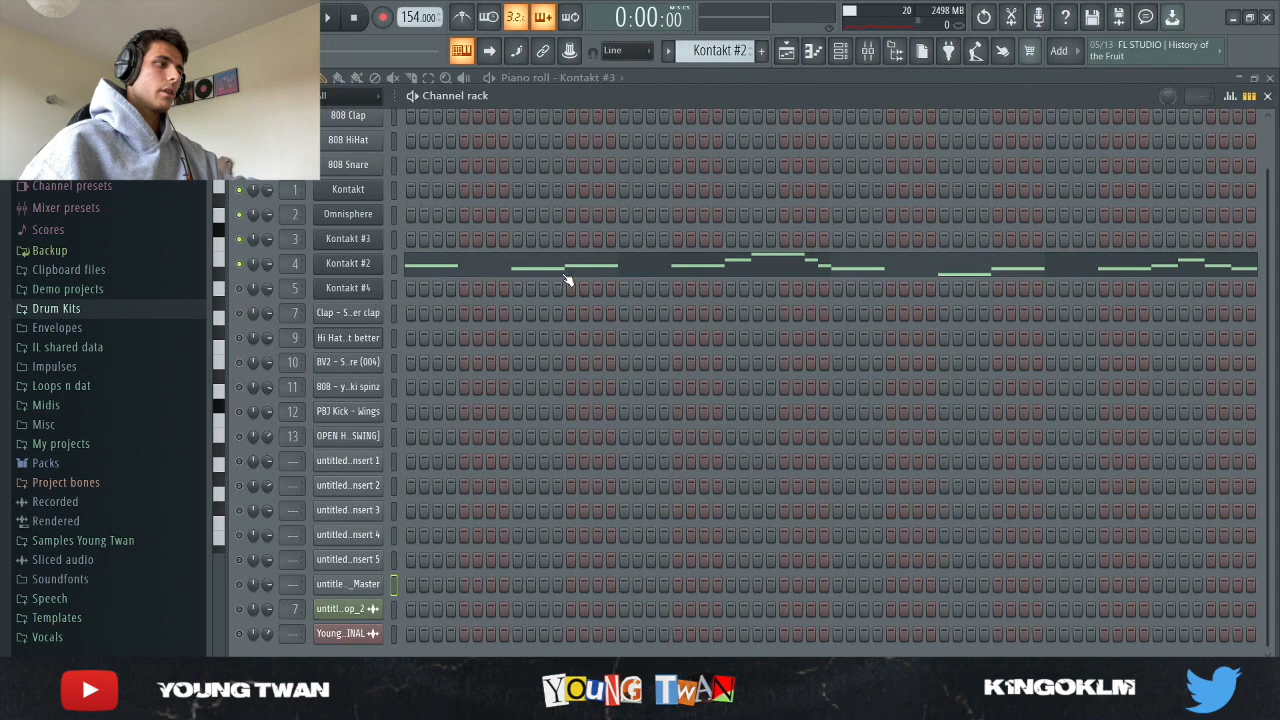 154.000
3.2.
0:00:00
M:S:CS
20
2498 MB
0
Line
Kontakt #2
Add
05/13 FL STUDIO | History of
the Fruit
Piano roll - Kontakt #3
Channel rack
808 Clap
808 HiHat
808 Snare
1 Kontakt
2 Omnisphere
3 Kontakt #3
4 Kontakt #2
5 Kontakt #4
7 Clap - S..er clap
9 Hi Hat..t better
10 BV2 - S..re (004)
11 808 - y..ki spinz
12 PBJ Kick - Wings
13 OPEN H..SWING]
--- untitled..nsert 1
--- untitled..nsert 2
--- untitled..nsert 3
--- untitled..nsert 4
--- untitled..nsert 5
--- untitle..._Master
7 untitl..op_2
--- Young..INAL
Channel presets
Mixer presets
Scores
Backup
Clipboard files
Demo projects
Drum Kits
Envelopes
IL shared data
Impulses
Loops n dat
Midis
Misc
My projects
Packs
Project bones
Recorded
Rendered
Samples Young Twan
Sliced audio
Soundfonts
Speech
Templates
Vocals
YOUNG TWAN
YOUNG TWAN
K1NGOKLM